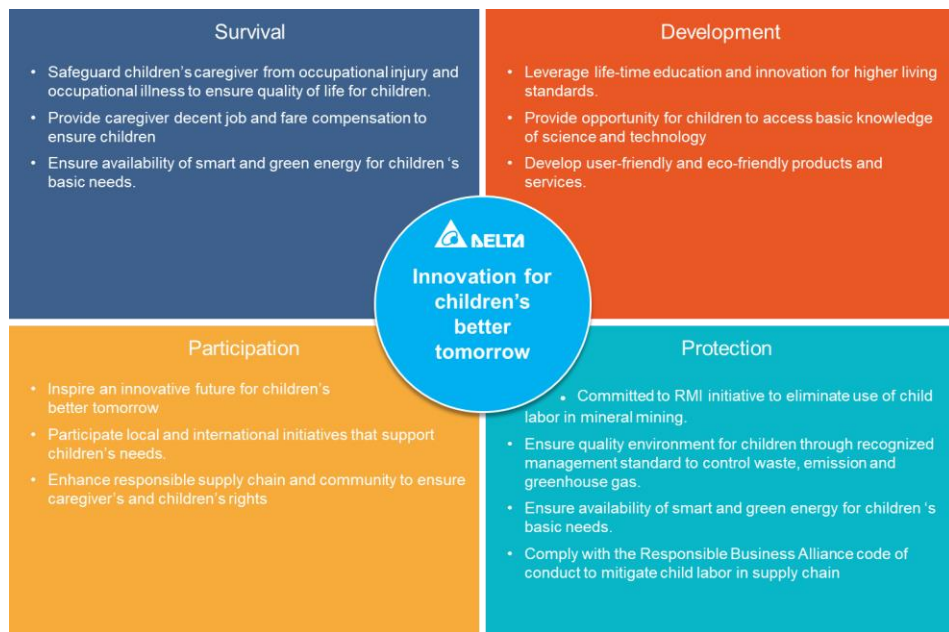 Survival
• Safeguard children's caregiver from occupational injury and
occupational illness to ensure quality of life for children.
• Provide caregiver decent job and fare compensation to
ensure children
• Ensure availability of smart and green energy for children 's
basic needs.
Development
• Leverage life-time education and innovation for higher living
standards.
• Provide opportunity for children to access basic knowledge
of science and technology
• Develop user-friendly and eco-friendly products and
services.
DELTA
Innovation for
children's
better
tomorrow
Participation
• Inspire an innovative future for children's
better tomorrow
• Participate local and international initiatives that support
children's needs.
• Enhance responsible supply chain and community to ensure
caregiver's and children's rights
Protection
• Committed to RMI initiative to eliminate use of child
labor in mineral mining.
• Ensure quality environment for children through recognized
management standard to control waste, emission and
greenhouse gas.
• Ensure availability of smart and green energy for children 's
basic needs.
• Comply with the Responsible Business Alliance code of
conduct to mitigate child labor in supply chain